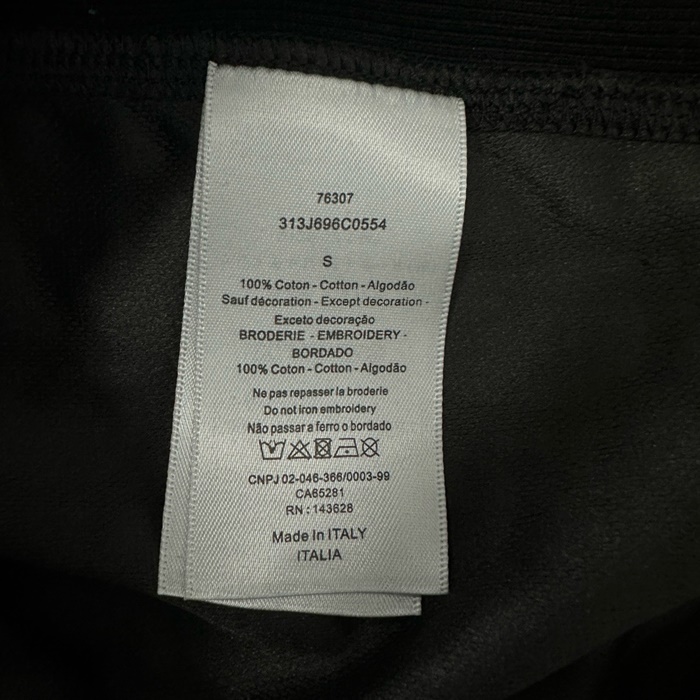 76307
313J696C0554
S
100% Coton - Cotton - Algodão
Sauf décoration - Except decoration -
Exceto decoração
BRODERIE - EMBROIDERY -
BORDADO
100% Coton - Cotton - Algodão
Ne pas repasser la broderie
Do not iron embroidery
Não passar a ferro o bordado
CNPJ 02-046-366/0003-99
CA65281
RN : 143628
Made in ITALY
ITALIA